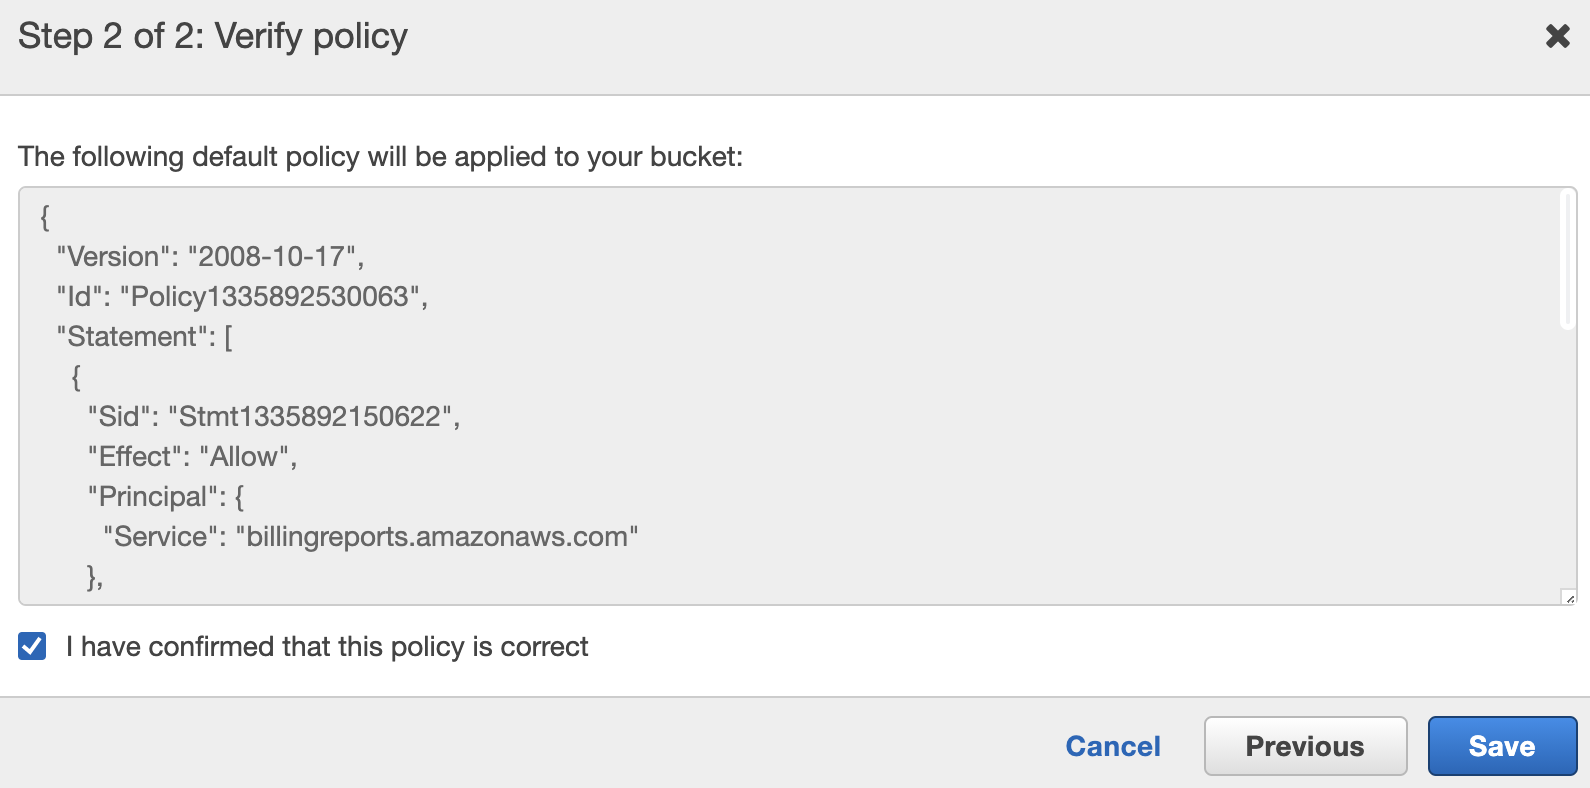 Step 2 of 2: Verify policy
The following default policy will be applied to your bucket:
{
"Version": "2008-10-17",
"Id": "Policy1335892530063",
"Statement": [
{
"Sid": "Stmt1335892150622",
"Effect": "Allow",
"Principal": {
"Service": "billingreports.amazonaws.com"
},
I have confirmed that this policy is correct
Cancel Previous Save